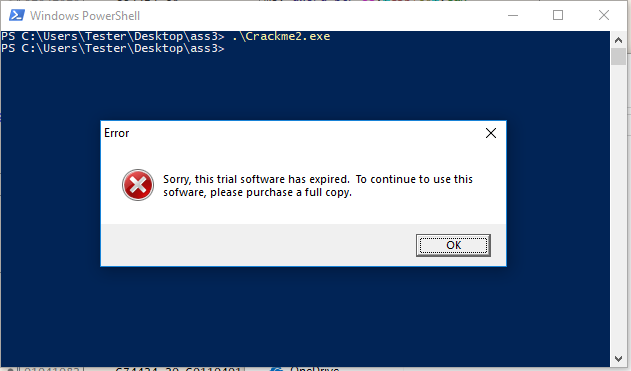 Windows PowerShell
PS C:\Users\Tester\Desktop\ass3> .\Crackme2.exe
PS C:\Users\Tester\Desktop\ass3>
Error
Sorry, this trial software has expired. To continue to use this
sofware, please purchase a full copy.
OK
OneDrive